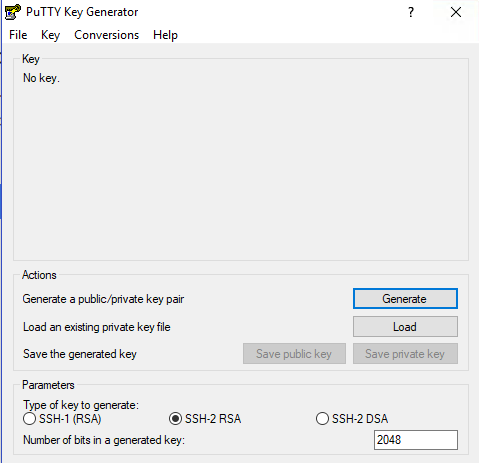 PuTTY Key Generator ?
File Key Conversions Help
Key
No key.
Actions
Generate a public/private key pair Generate
Load an existing private key file Load
Save the generated key Save public key Save private key
Parameters
Type of key to generate:
SSH-1 (RSA) SSH-2 RSA SSH-2 DSA
Number of bits in a generated key: 2048